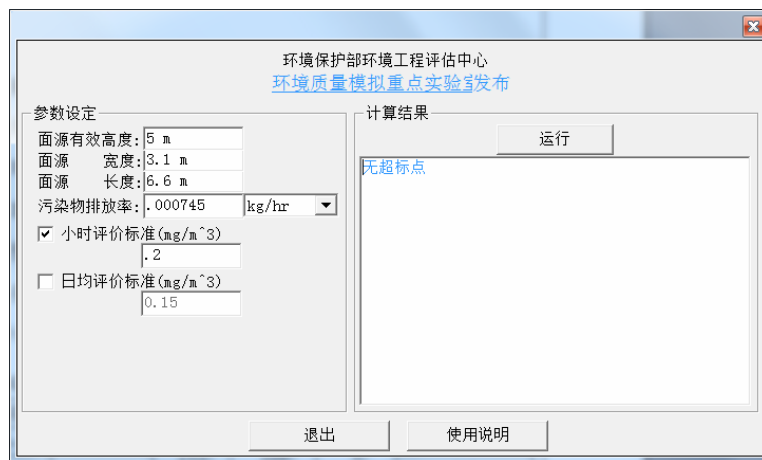 环境保护部环境工程评估中心
环境质量模拟重点实验室发布
参数设定
面源有效高度: 5 m
面源 宽度: 3.1 m
面源 长度: 6.6 m
污染物排放率: .000745 kg/hr
小时评价标准(mg/m^3)
.2
日均评价标准(mg/m^3)
0.15
计算结果
运行
无超标点
退出 使用说明